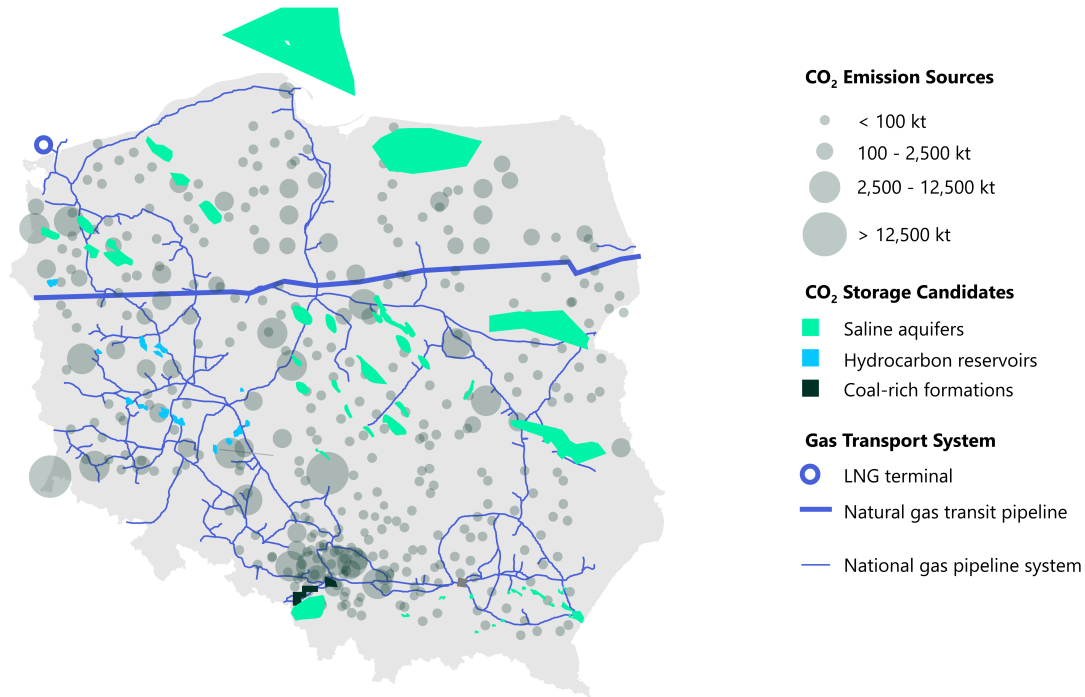 CO₂ Emission Sources
< 100 kt
100 - 2,500 kt
2,500 - 12,500 kt
> 12,500 kt
CO₂ Storage Candidates
Saline aquifers
Hydrocarbon reservoirs
Coal-rich formations
Gas Transport System
LNG terminal
Natural gas transit pipeline
National gas pipeline system